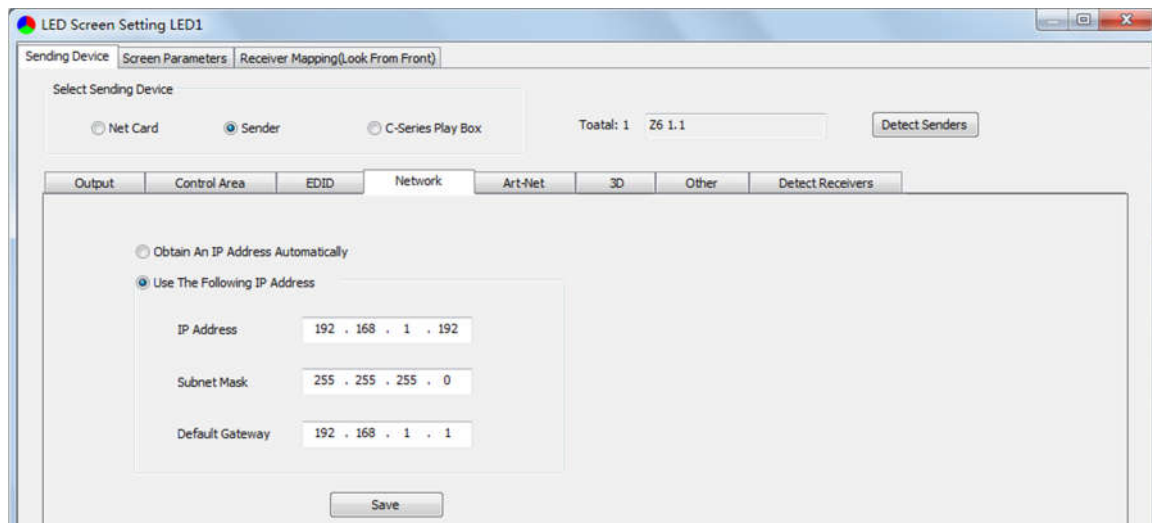 LED Screen Setting LED1
Sending Device Screen Parameters Receiver Mapping(Look From Front)
Select Sending Device
Net Card Sender C-Series Play Box Toatal: 1 Z6 1.1 Detect Senders
Output Control Area EDID Network Art-Net 3D Other Detect Receivers
Obtain An IP Address Automatically
Use The Following IP Address
IP Address 192 . 168 . 1 . 192
Subnet Mask 255 . 255 . 255 . 0
Default Gateway 192 . 168 . 1 . 1
Save